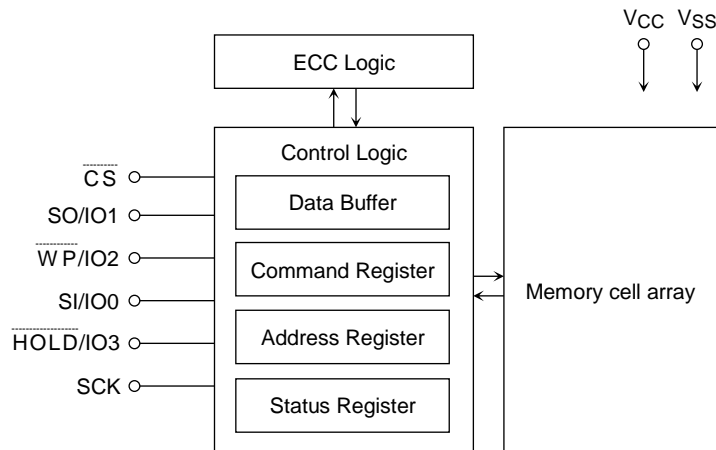 VCC VSS
ECC Logic
Control Logic
CS
Data Buffer
SO/IO1
WP/IO2
Command Register
SI/IO0
Memory cell array
HOLD/IO3
Address Register
SCK
Status Register